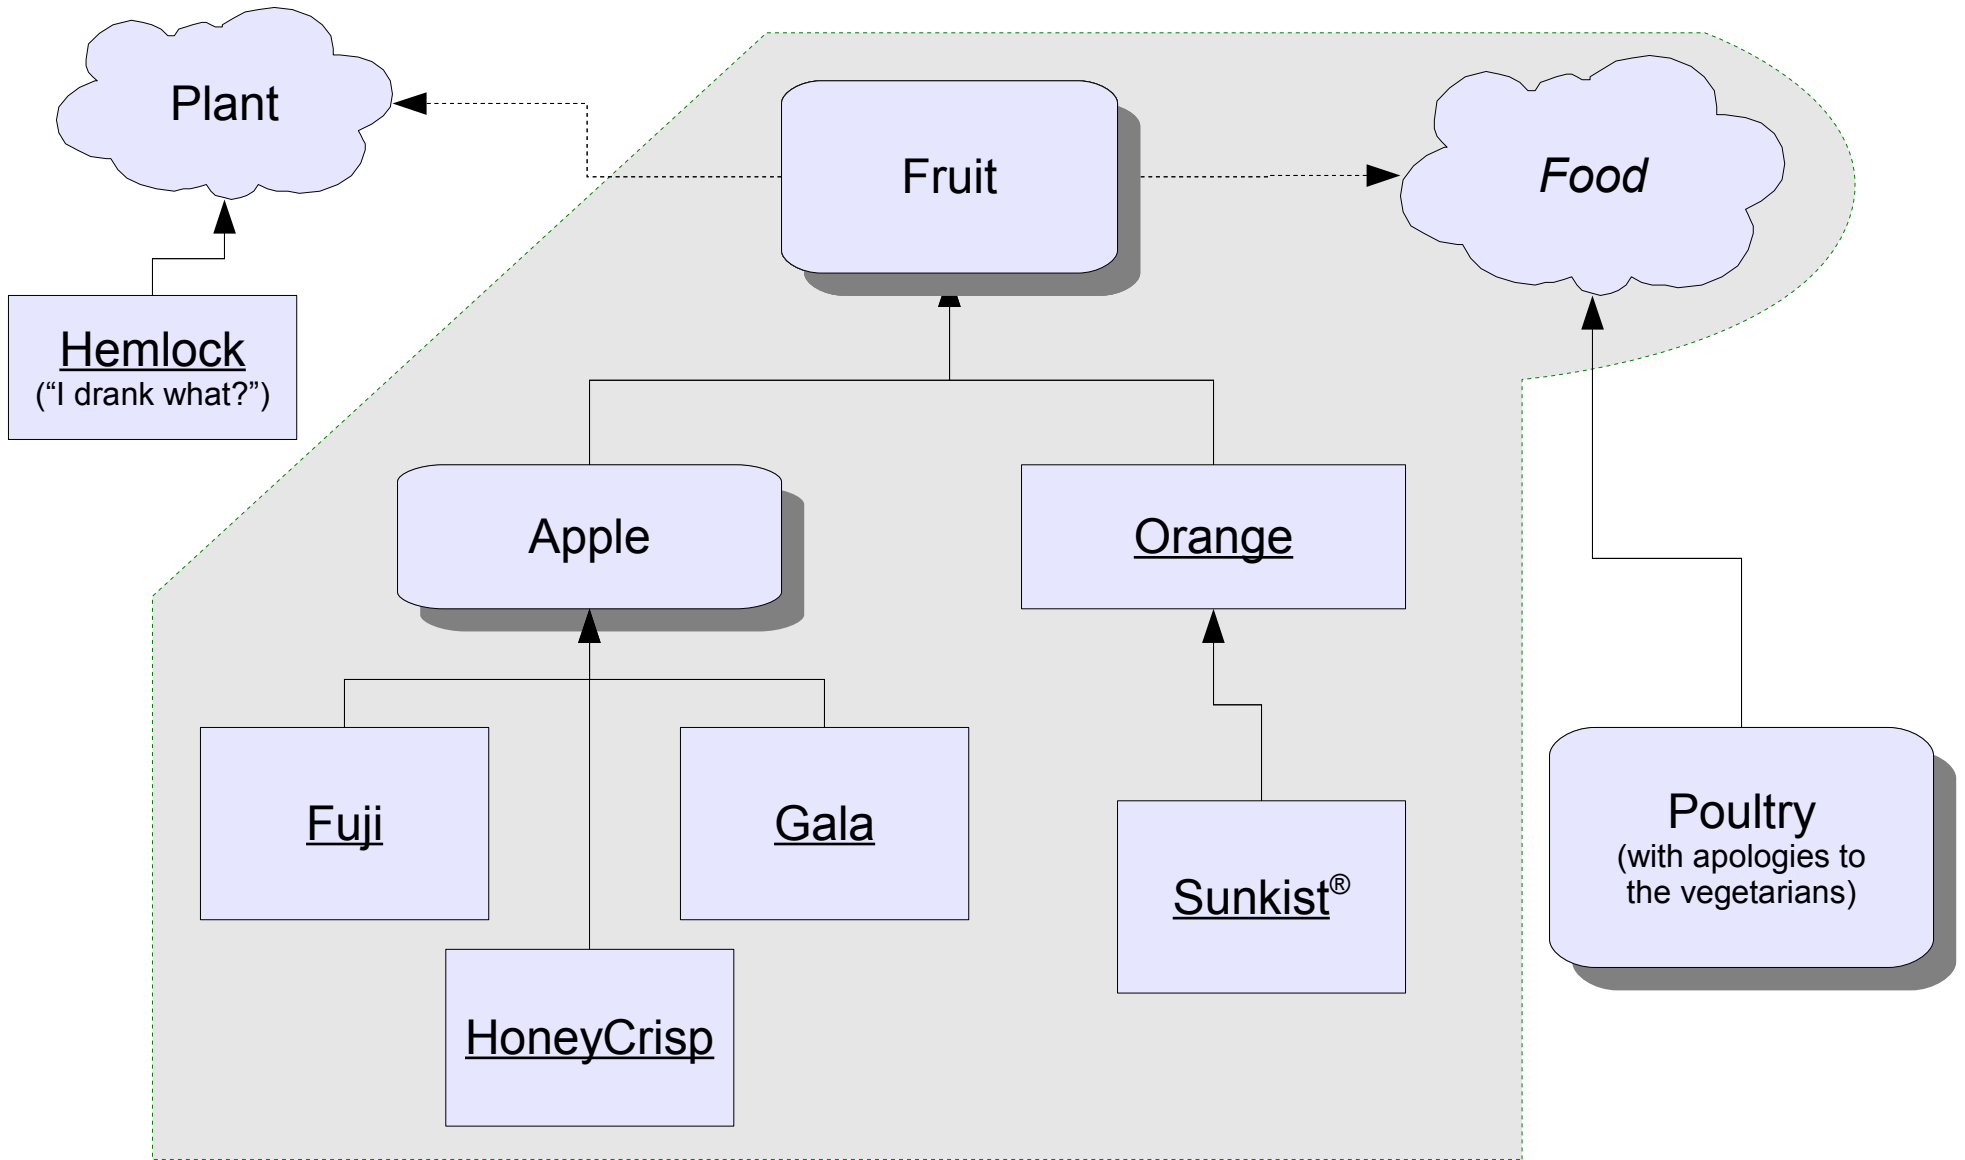 Plant
Fruit
Food
Hemlock
(“I drank what?”)
Apple
Orange
Fuji
Gala
Sunkist®
HoneyCrisp
Poultry
(with apologies to
the vegetarians)